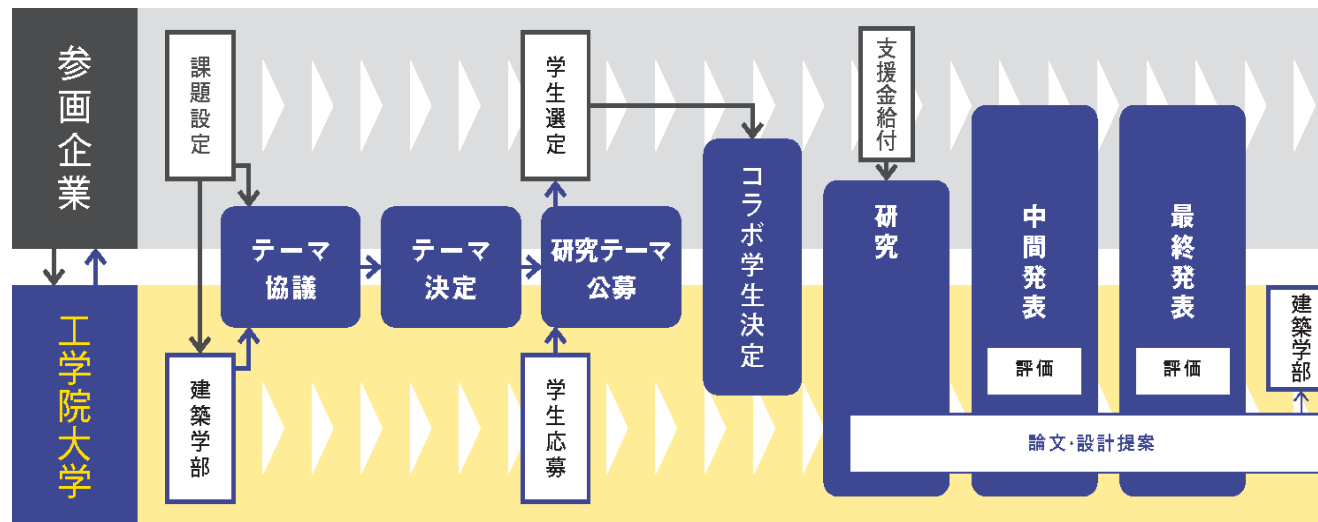 参画企業
課題設定
学生選定
支援金給付
テーマ
協議
テーマ
決定
研究テーマ
公募
コラボ学生決定
研究
中間発表
評価
最終発表
評価
工学院大学
建築学部
学生応募
論文・設計提案
建築学部